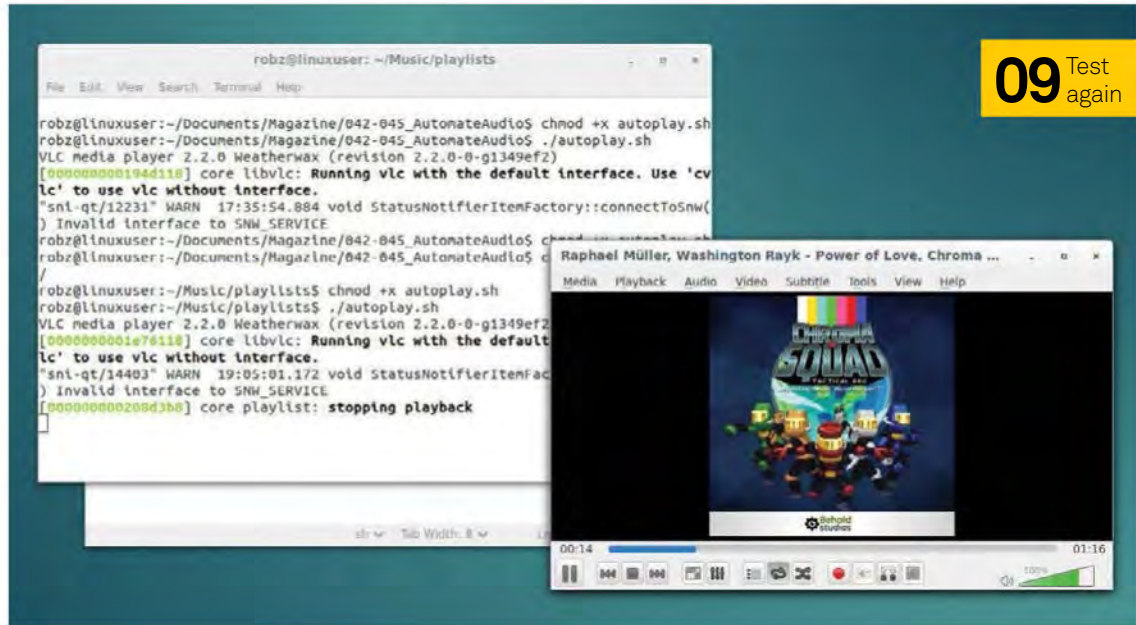 09 Test
again
robz@linuxuser: ~/Music/playlists
File Edit View Search Terminal Help
robz@linuxuser:~/Documents/Magazine/042-045_AutomateAudio$ chmod +x autoplay.sh
robz@linuxuser:~/Documents/Magazine/042-045_AutomateAudio$ ./autoplay.sh
VLC media player 2.2.0 Weatherwax (revision 2.2.0-0-g1349ef2)
[000000000194d118] core libvlc: Running vlc with the default interface. Use 'cv
lc' to use vlc without interface.
"sni-qt/12231" WARN 17:35:54.884 void StatusNotifierItemFactory::connectToSnw(
) Invalid interface to SNW_SERVICE
robz@linuxuser:~/Documents/Magazine/042-045_AutomateAudio$ chmod +x autoplay.sh
robz@linuxuser:~/Documents/Magazine/042-045_AutomateAudio$ c
/
robz@linuxuser:~/Music/playlists$ chmod +x autoplay.sh
robz@linuxuser:~/Music/playlists$ ./autoplay.sh
VLC media player 2.2.0 Weatherwax (revision 2.2.0-0-g1349ef2
[0000000001e76118] core libvlc: Running vlc with the default
lc' to use vlc without interface.
"sni-qt/14403" WARN 19:05:01.172 void StatusNotifierItemFac
) Invalid interface to SNW_SERVICE
[000000000208d3b8] core playlist: stopping playback
sh Tab Width: 8
Raphael Müller, Washington Rayk - Power of Love, Chroma ...
Media Playback Audio Video Subtitle Tools View Help
CHROMA
SQUAD
TACTICAL RPG
Behold
studios
00:14 01:16
100%